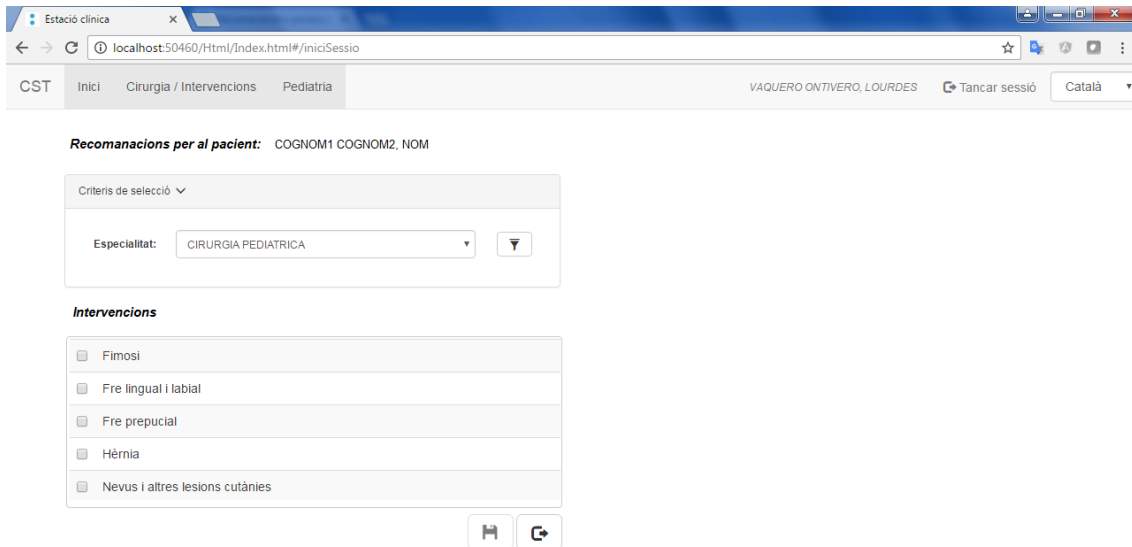 Estació clínica
localhost:50460/Html/Index.html#/iniciSessio
CST Inici Cirurgia / Intervencions Pediatria VAQUERO ONTIVERO, LOURDES Tancar sessió Català
Recomanacions per al pacient: COGNOM1 COGNOM2, NOM
Criteris de selecció
Especialitat: CIRURGIA PEDIATRICA
Intervencions
Fimosi
Fre lingual i labial
Fre prepucial
Hèrnia
Nevus i altres lesions cutànies